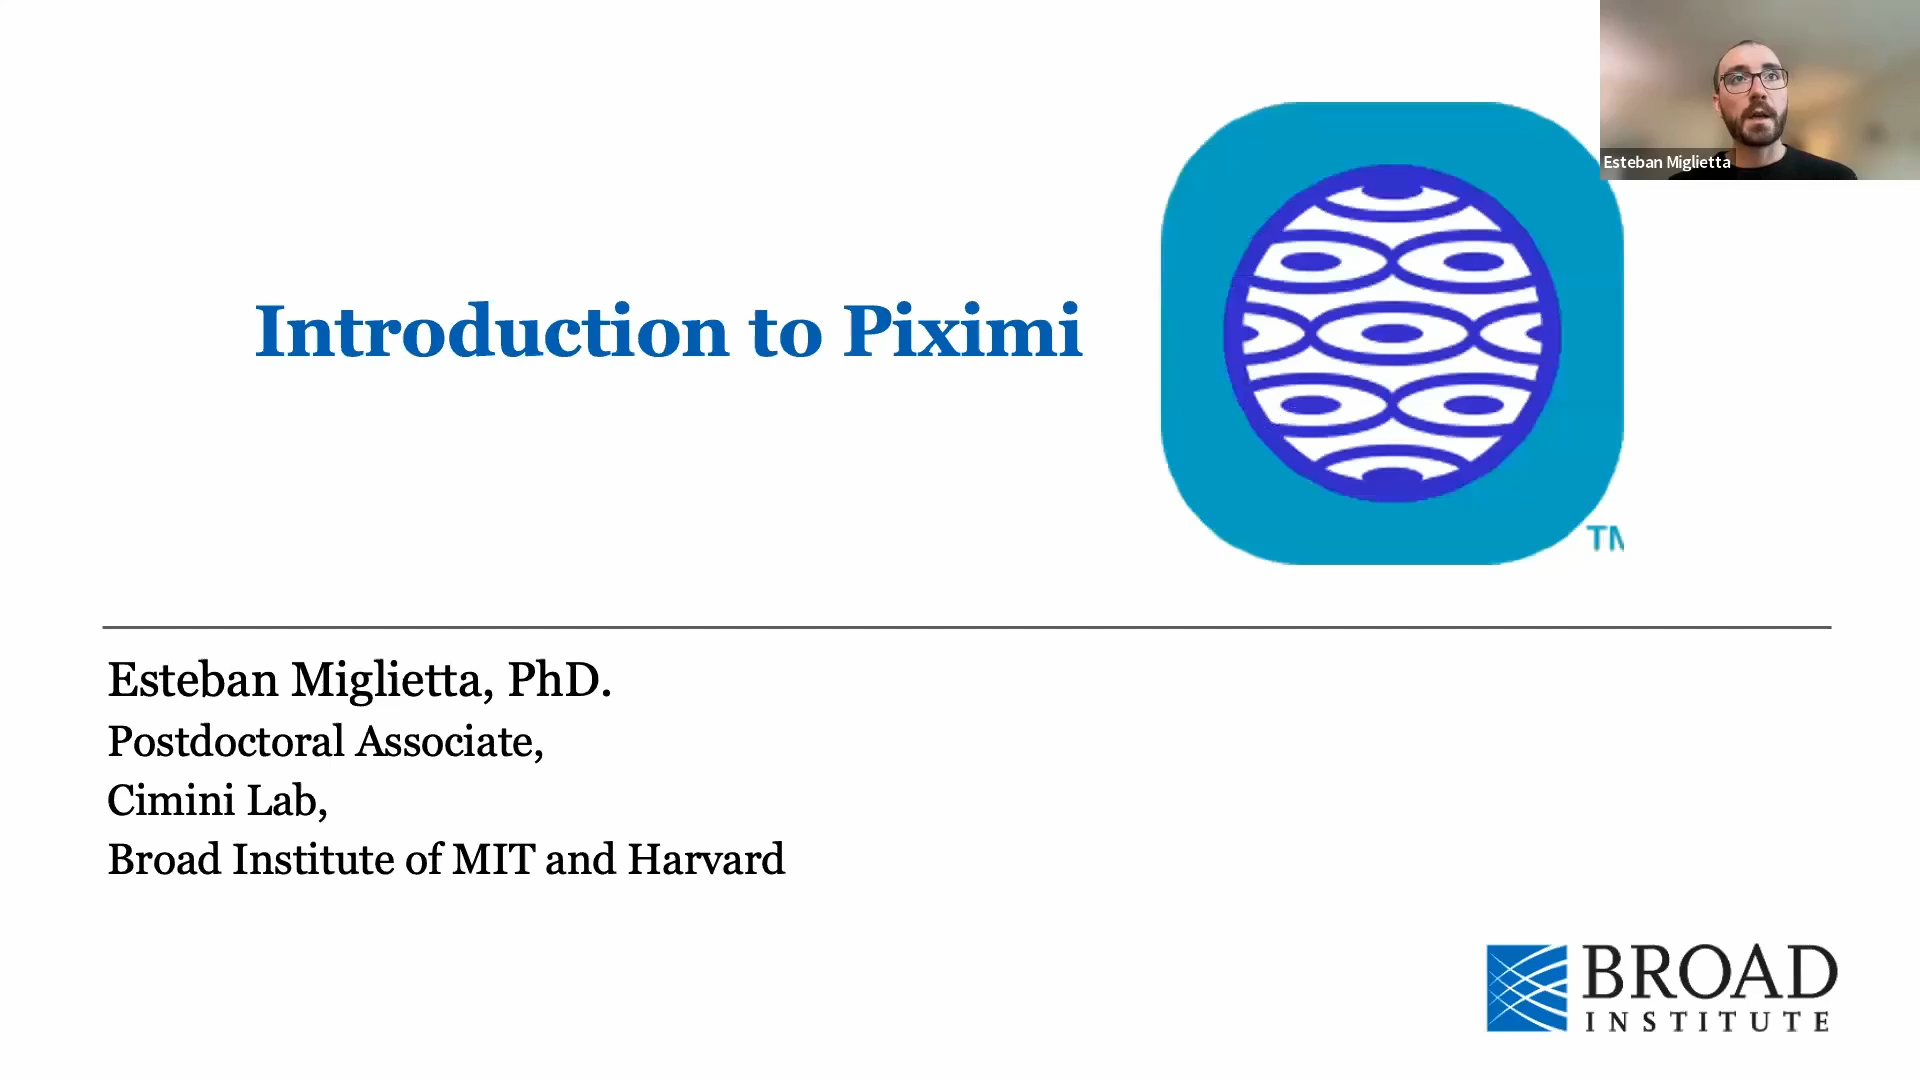 Esteban Miglietta
Introduction to Piximi
TM
Esteban Miglietta, PhD.
Postdoctoral Associate,
Cimini Lab,
Broad Institute of MIT and Harvard
BROAD
INSTITUTE